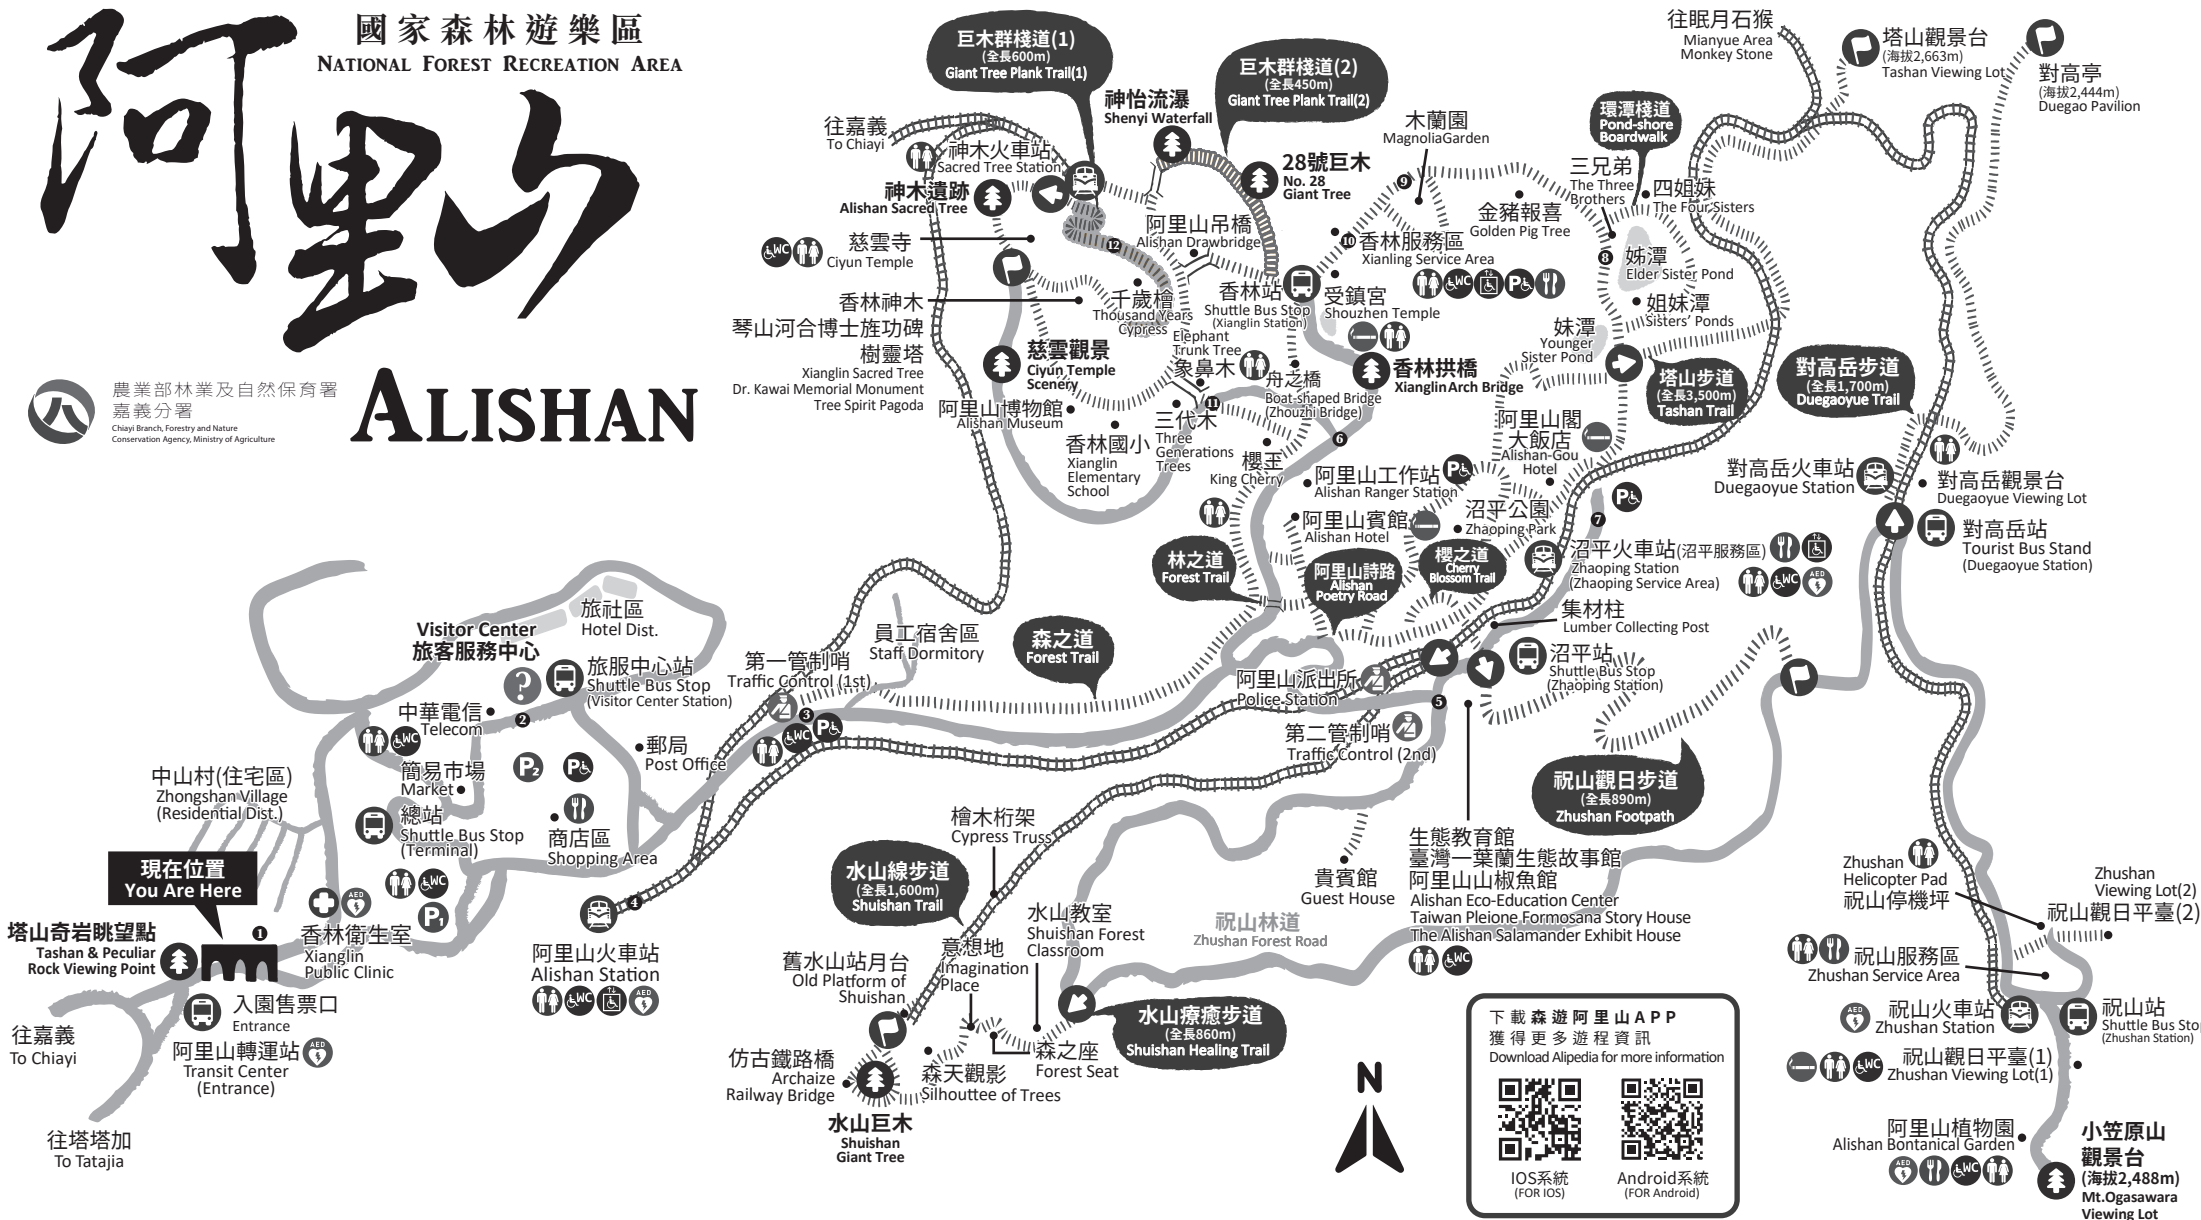 阿里山
國家森林遊樂區
NATIONAL FOREST RECREATION AREA
農業部林業及自然保育署
嘉義分署
Chiayi Branch, Forestry and Nature
Conservation Agency, Ministry of Agriculture
ALISHAN
巨木群棧道(1)
(全長600m)
Giant Tree Plank Trail(1)
巨木群棧道(2)
(全長450m)
Giant Tree Plank Trail(2)
神怡流瀑
Shenyi Waterfall
往嘉義
To Chiayi
神木火車站
Sacred Tree Station
神木遺跡
Alishan Sacred Tree
28號巨木
No. 28
Giant Tree
木蘭園
MagnoliaGarden
環潭棧道
Pond-shore
Boardwalk
往眠月石猴
Mianyue Area
Monkey Stone
塔山觀景台
(海拔2,663m)
Tashan Viewing Lot
對高亭
(海拔2,444m)
Duegao Pavilion
三兄弟
The Three
Brothers
四姐妹
The Four Sisters
金豬報喜
Golden Pig Tree
9
慈雲寺
Ciyun Temple
WC
12
阿里山吊橋
Alishan Drawbridge
10
香林服務區
Xianling Service Area
WC
P
8
姊潭
Elder Sister Pond
姐妹潭
Sisters' Ponds
妹潭
Younger
Sister Pond
香林神木
琴山河合博士旌功碑
樹靈塔
Xianglin Sacred Tree
Dr. Kawai Memorial Monument
Tree Spirit Pagoda
千歲檜
Thousand Years
Cypress
香林站
Shuttle Bus Stop
(Xianglin Station)
受鎮宮
Shouzhen Temple
慈雲觀景
Ciyun Temple
Scenery
Elephant
Trunk Tree
象鼻木
舟之橋
Boat-shaped Bridge
(Zhouzhi Bridge)
香林拱橋
XianglinArch Bridge
塔山步道
(全長3,500m)
Tashan Trail
對高岳步道
(全長1,700m)
Duegaoyue Trail
阿里山博物館
Alishan Museum
香林國小
Xianglin
Elementary
School
三代木
Three
Generations
Trees
11
櫻王
King Cherry
6
阿里山閣
大飯店
Alishan-Gou
Hotel
阿里山工作站
Alishan Ranger Station
P
阿里山賓館
Alishan Hotel
沼平公園
Zhaoping Park
P
7
對高岳火車站
Duegaoyue Station
對高岳觀景台
Duegaoyue Viewing Lot
對高岳站
Tourist Bus Stand
(Duegaoyue Station)
林之道
Forest Trail
阿里山詩路
Alishan
Poetry Road
櫻之道
Cherry
Blossom Trail
沼平火車站(沼平服務區)
Zhaoping Station
(Zhaoping Service Area)
WC
AED
集材柱
Lumber Collecting Post
沼平站
Shuttle Bus Stop
(Zhaoping Station)
旅社區
Hotel Dist.
Visitor Center
旅客服務中心
?
旅服中心站
Shuttle Bus Stop
(Visitor Center Station)
第一管制哨
Traffic Control (1st)
員工宿舍區
Staff Dormitory
森之道
Forest Trail
阿里山派出所
Police Station
5
第二管制哨
Traffic Control (2nd)
中華電信
Telecom
2
WC
3
WC
P
郵局
Post Office
簡易市場
Market
P2
P
中山村(住宅區)
Zhongshan Village
(Residential Dist.)
總站
Shuttle Bus Stop
(Terminal)
商店區
Shopping Area
現在位置
You Are Here
WC
P1
AED
1
塔山奇岩眺望點
Tashan & Peculiar
Rock Viewing Point
香林衛生室
Xianglin
Public Clinic
4
阿里山火車站
Alishan Station
WC
AED
入園售票口
Entrance
阿里山轉運站
Transit Center
(Entrance)
AED
往嘉義
To Chiayi
往塔塔加
To Tatajia
檜木桁架
Cypress Truss
水山線步道
(全長1,600m)
Shuishan Trail
祝山觀日步道
(全長890m)
Zhushan Footpath
貴賓館
Guest House
生態教育館
臺灣一葉蘭生態故事館
阿里山山椒魚館
Alishan Eco-Education Center
Taiwan Pleione Formosana Story House
The Alishan Salamander Exhibit House
WC
祝山林道
Zhushan Forest Road
水山教室
Shuishan Forest
Classroom
意想地
Imagination
Place
舊水山站月台
Old Platform of
Shuishan
水山療癒步道
(全長860m)
Shuishan Healing Trail
森之座
Forest Seat
森天觀影
Silhouttee of Trees
仿古鐵路橋
Archaize
Railway Bridge
水山巨木
Shuishan
Giant Tree
N
下載森遊阿里山APP
獲得更多遊程資訊
Download Alipedia for more information
IOS系統
(FOR IOS)
Android系統
(FOR Android)
Zhushan
Helicopter Pad
祝山停機坪
Zhushan
Viewing Lot(2)
祝山觀日平臺(2)
祝山服務區
Zhushan Service Area
AED
祝山火車站
Zhushan Station
祝山站
Shuttle Bus Sto
(Zhushan Station)
WC
祝山觀日平臺(1)
Zhushan Viewing Lot(1)
阿里山植物園
Alishan Bontanical Garden
AED
WC
小笠原山
觀景台
(海拔2,488m)
Mt.Ogasawara
Viewing Lot